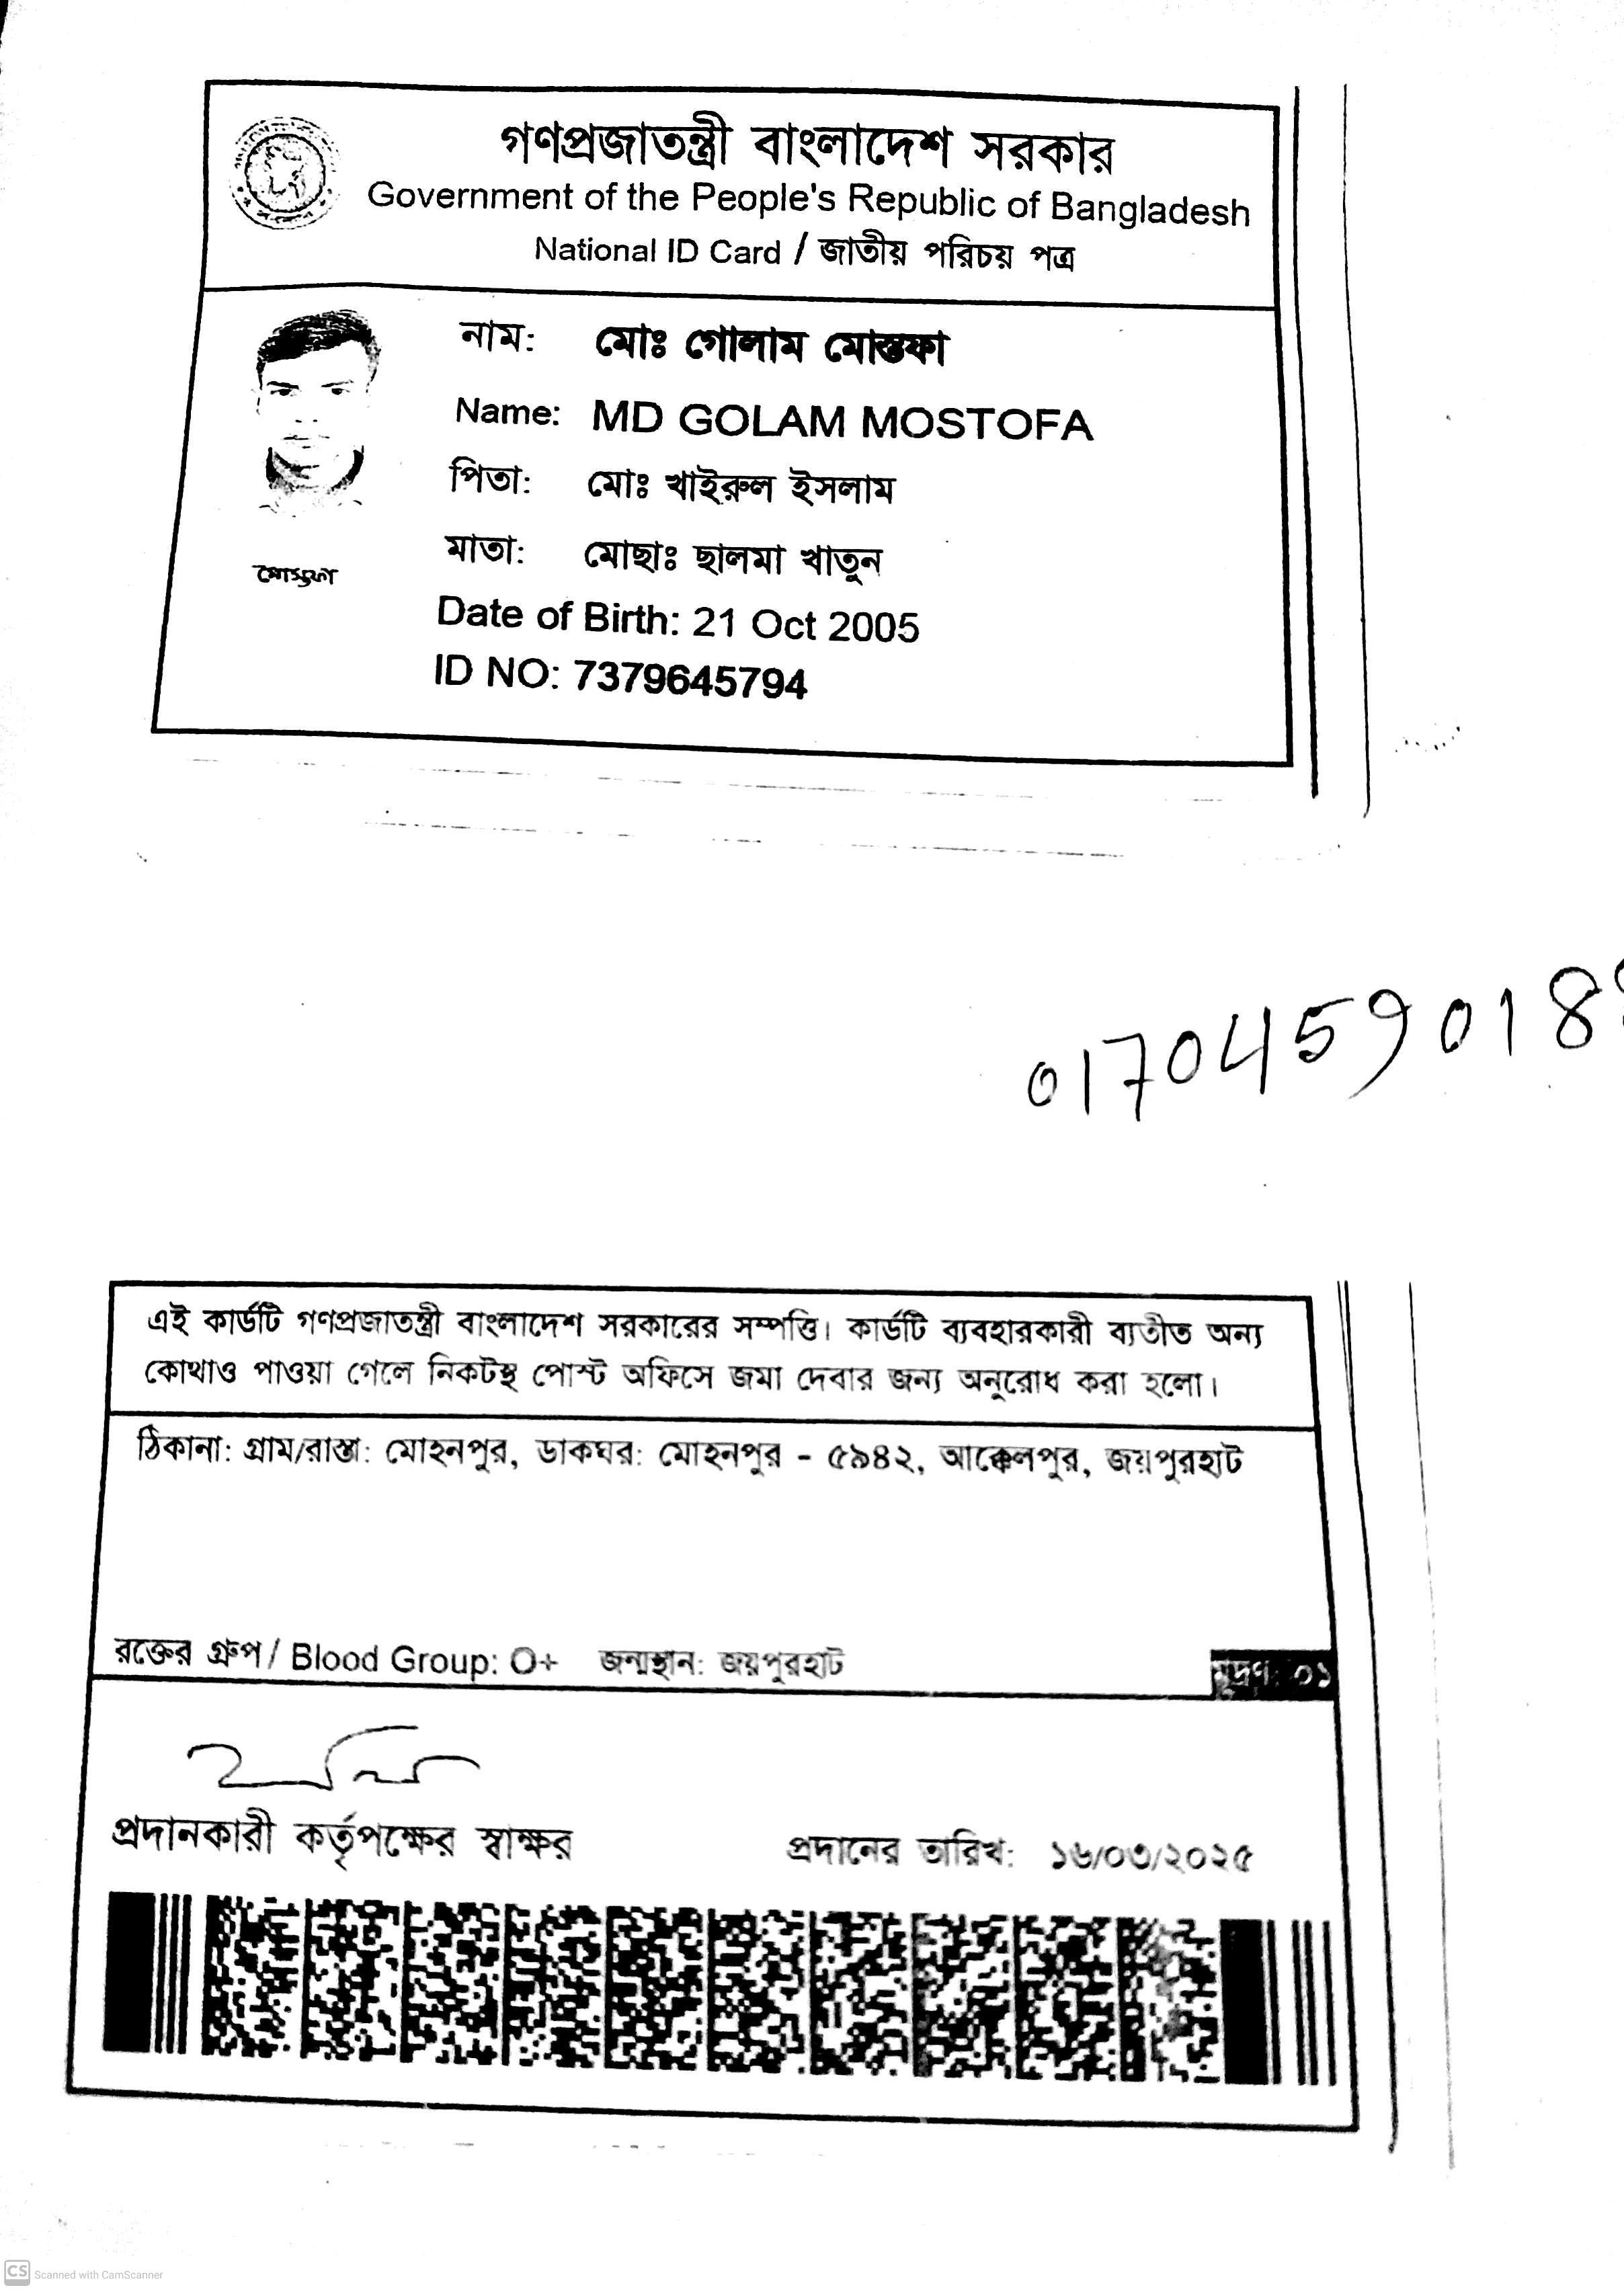 গণপ্রজাতন্ত্রী বাংলাদেশ সরকার
Government of the People's Republic of Bangladesh
National ID Card / জাতীয় পরিচয় পত্র
নাম: মোঃ গোলাম মোস্তফা
Name: MD GOLAM MOSTOFA
পিতা: মোঃ খাইরুল ইসলাম
মাতা: মোছাঃ ছালমা খাতুন
মোস্তফা
Date of Birth: 21 Oct 2005
ID NO: 7379645794
এই কার্ডটি গণপ্রজাতন্ত্রী বাংলাদেশ সরকারের সম্পত্তি। কার্ডটি ব্যবহারকারী ব্যতীত অন্য
কোথাও পাওয়া গেলে নিকটস্থ পোস্ট অফিসে জমা দেবার জন্য অনুরোধ করা হলো।
ঠিকানা: গ্রাম/রাস্তা: মোহনপুর, ডাকঘর: মোহনপুর - ৫৯৪২, আক্কেলপুর, জয়পুরহাট
রক্তের গ্রুপ / Blood Group: O+ জন্মস্থান: জয়পুরহাট মুদ্রণ: ০১
প্রদানকারী কর্তৃপক্ষের স্বাক্ষর প্রদানের তারিখ: ১৬/০৩/২০২৫
CS Scanned with CamScanner